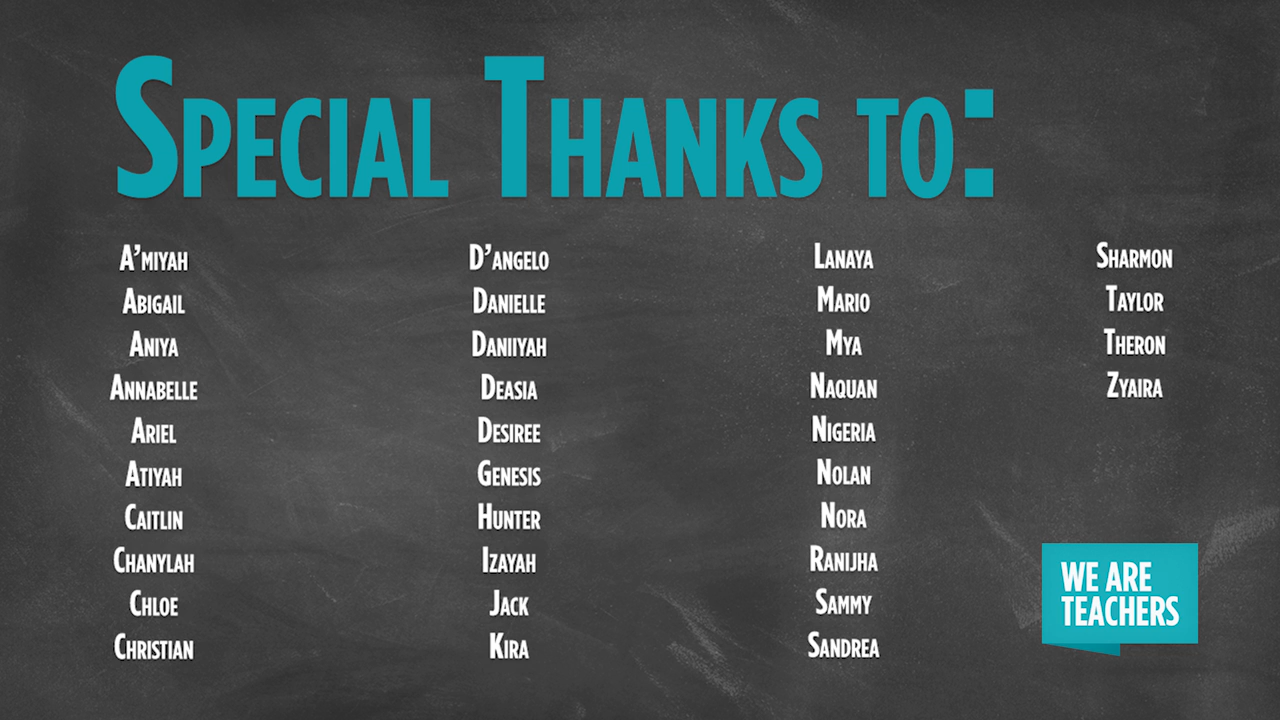 Special Thanks to:
A'miyah
Abigail
Aniya
Annabelle
Ariel
Atiyah
Caitlin
Chanylah
Chloe
Christian
D'angelo
Danielle
Daniiyah
Deasia
Desiree
Genesis
Hunter
Izayah
Jack
Kira
Lanaya
Mario
Mya
Naquan
Nigeria
Nolan
Nora
Ranijha
Sammy
Sandrea
Sharmon
Taylor
Theron
Zyaira
WE ARE
TEACHERS